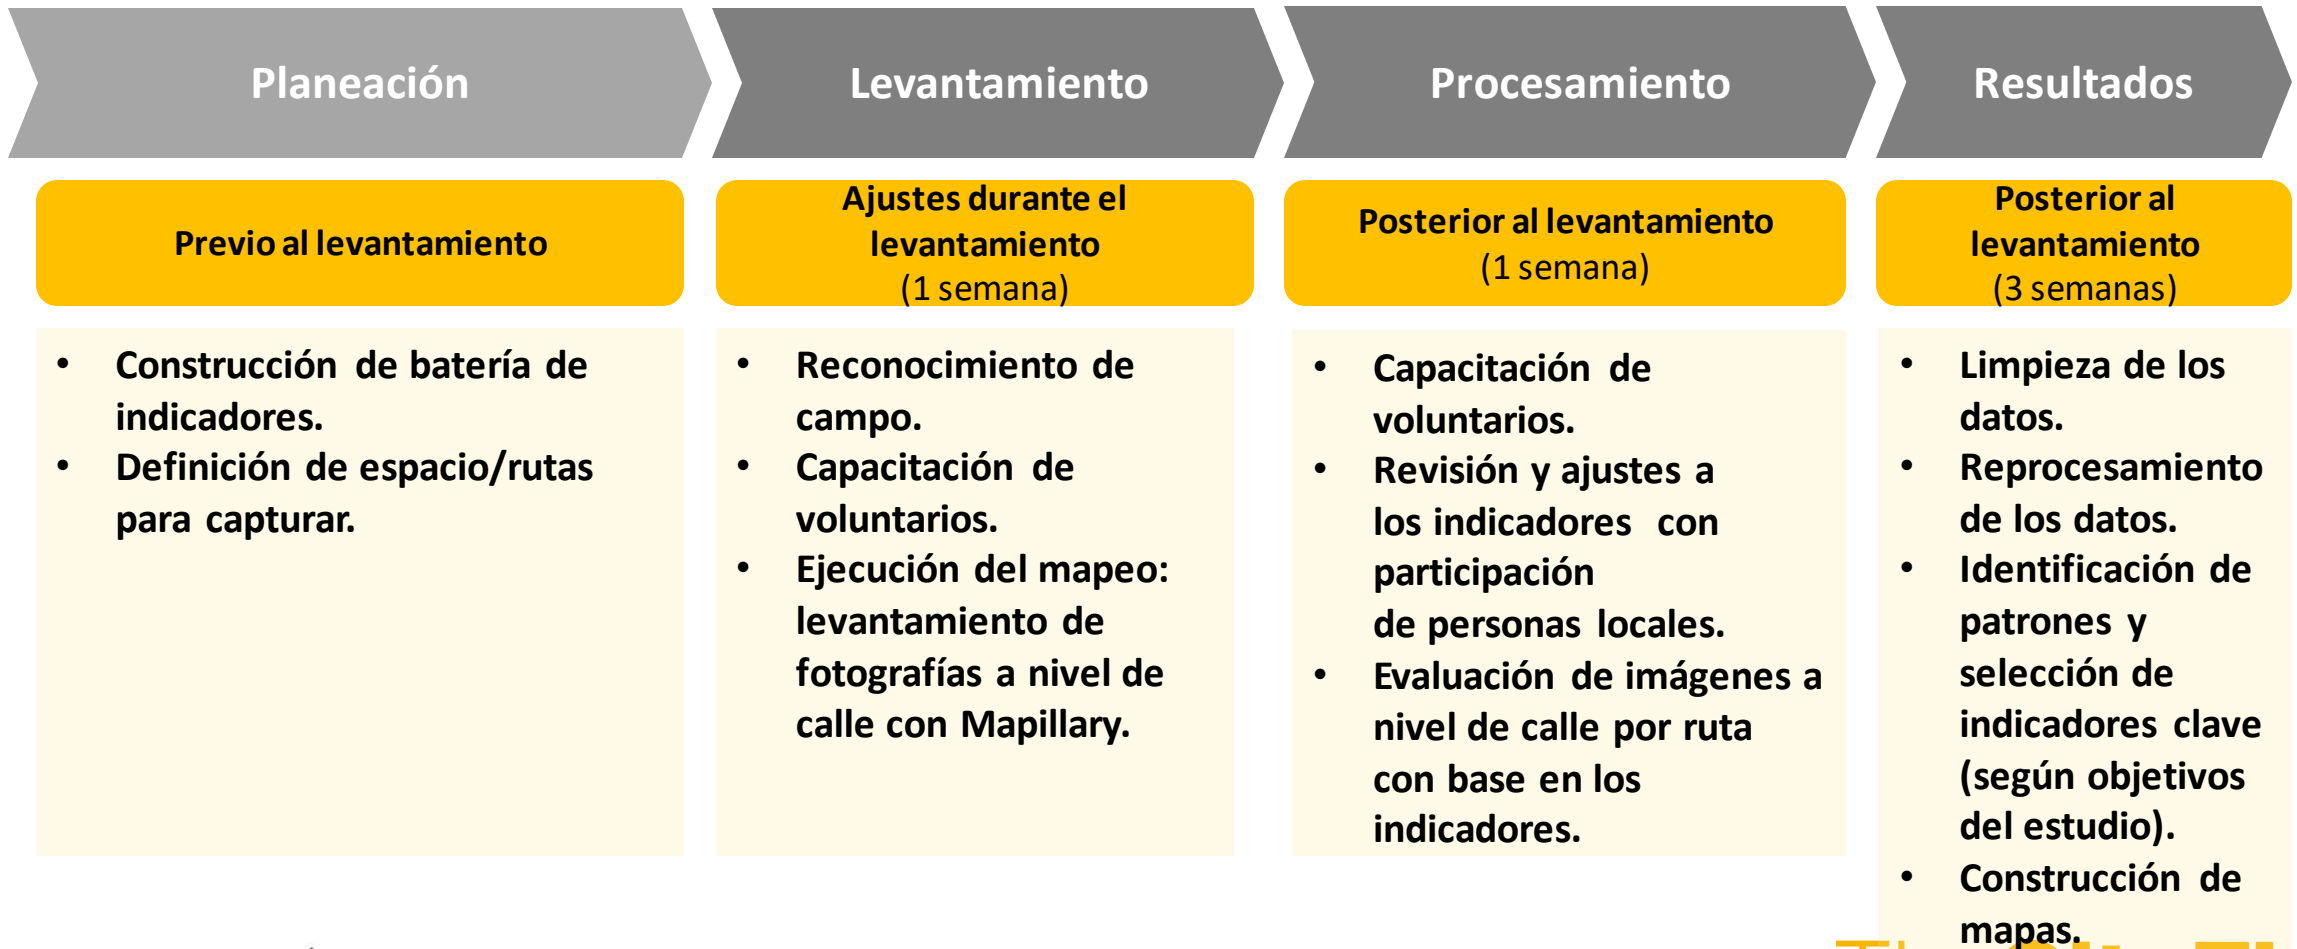 Planeación
Levantamiento
Procesamiento
Resultados
Previo al levantamiento
Ajustes durante el
levantamiento
(1 semana)
Posterior al levantamiento
(1 semana)
Posterior al
levantamiento
(3 semanas)
• Construcción de batería de
indicadores.
• Definición de espacio/rutas
para capturar.
• Reconocimiento de
campo.
• Capacitación de
voluntarios.
• Ejecución del mapeo:
levantamiento de
fotografías a nivel de
calle con Mapillary.
• Capacitación de
voluntarios.
• Revisión y ajustes a
los indicadores con
participación
de personas locales.
• Evaluación de imágenes a
nivel de calle por ruta
con base en los
indicadores.
• Limpieza de los
datos.
• Reprocesamiento
de los datos.
• Identificación de
patrones y
selección de
indicadores clave
(según objetivos
del estudio).
• Construcción de
mapas.